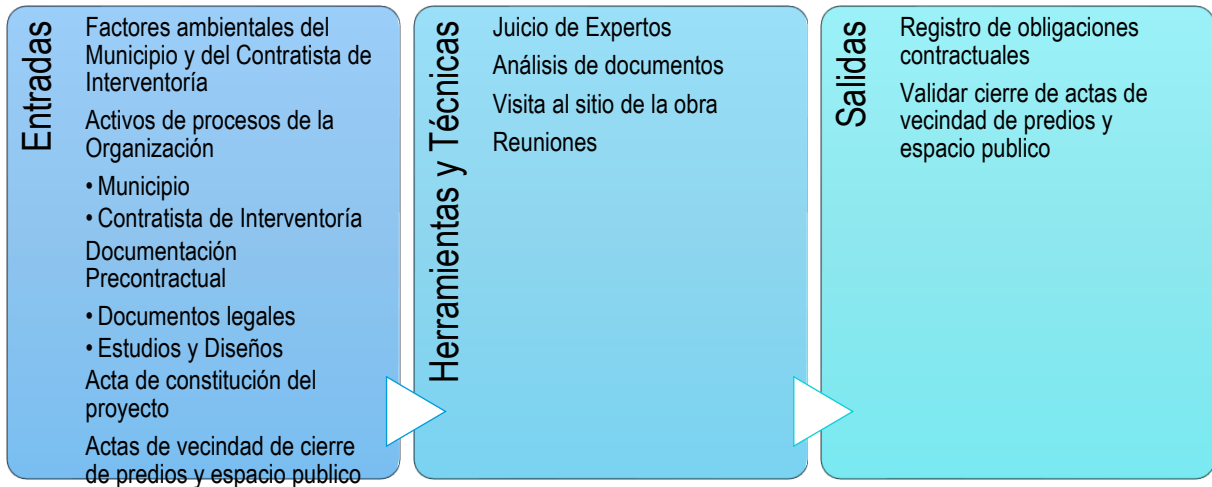 Entradas
Factores ambientales del
Municipio y del Contratista de
Interventoría
Activos de procesos de la
Organización
• Municipio
• Contratista de Interventoría
Documentación
Precontractual
• Documentos legales
• Estudios y Diseños
Acta de constitución del
proyecto
Actas de vecindad de cierre
de predios y espacio publico
Herramientas y Técnicas
Juicio de Expertos
Análisis de documentos
Visita al sitio de la obra
Reuniones
Salidas
Registro de obligaciones
contractuales
Validar cierre de actas de
vecindad de predios y
espacio publico